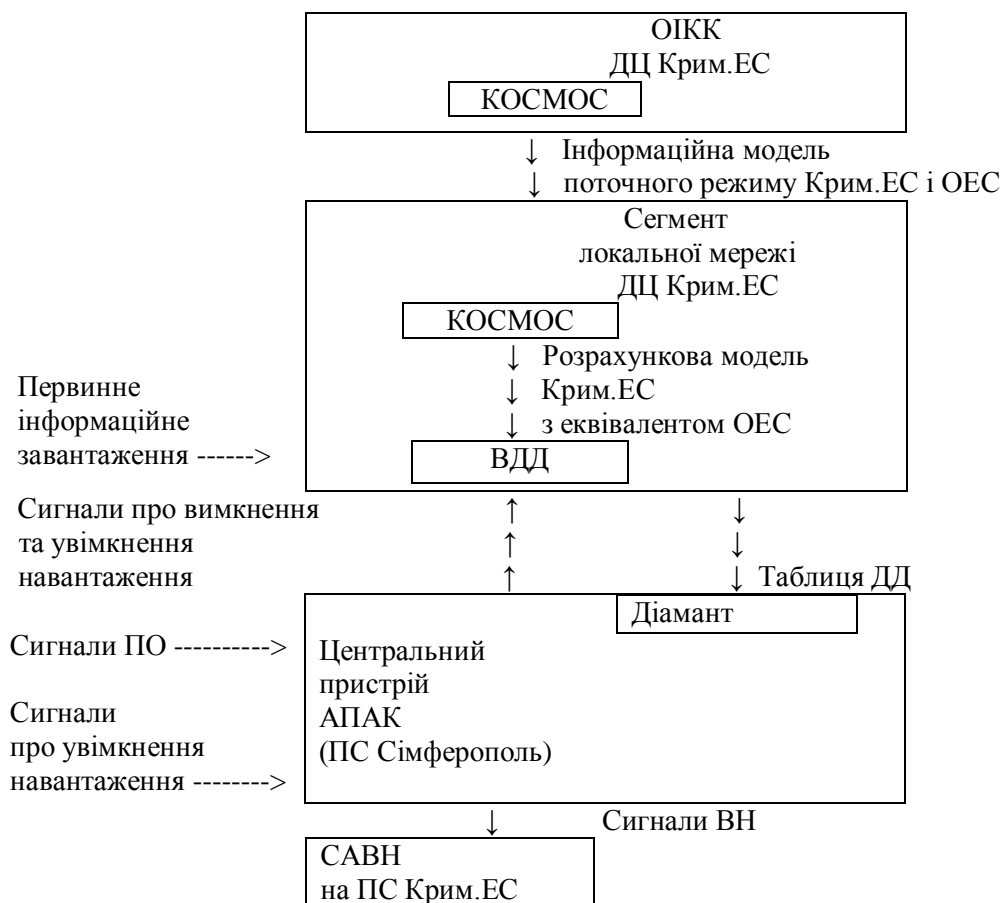 ОІКК
ДЦ Крим.ЕС
КОСМОС
↓ Інформаційна модель
↓ поточного режиму Крим.ЕС і ОЕС
Сегмент
локальної мережі
ДЦ Крим.ЕС
КОСМОС
↓ Розрахункова модель
↓ Крим.ЕС
↓ з еквівалентом ОЕС
Первинне
інформаційне
завантаження ------>
ВДД
Сигнали про вимкнення
та увімкнення
навантаження
↑ ↓
↑ ↓
↑ ↓ Таблиця ДД
Діамант
Сигнали ПО ---------->
Центральний
пристрій
АПАК
(ПС Сімферополь)
Сигнали
про увімкнення
навантаження -------->
↓ Сигнали ВН
САВН
на ПС Крим.ЕС